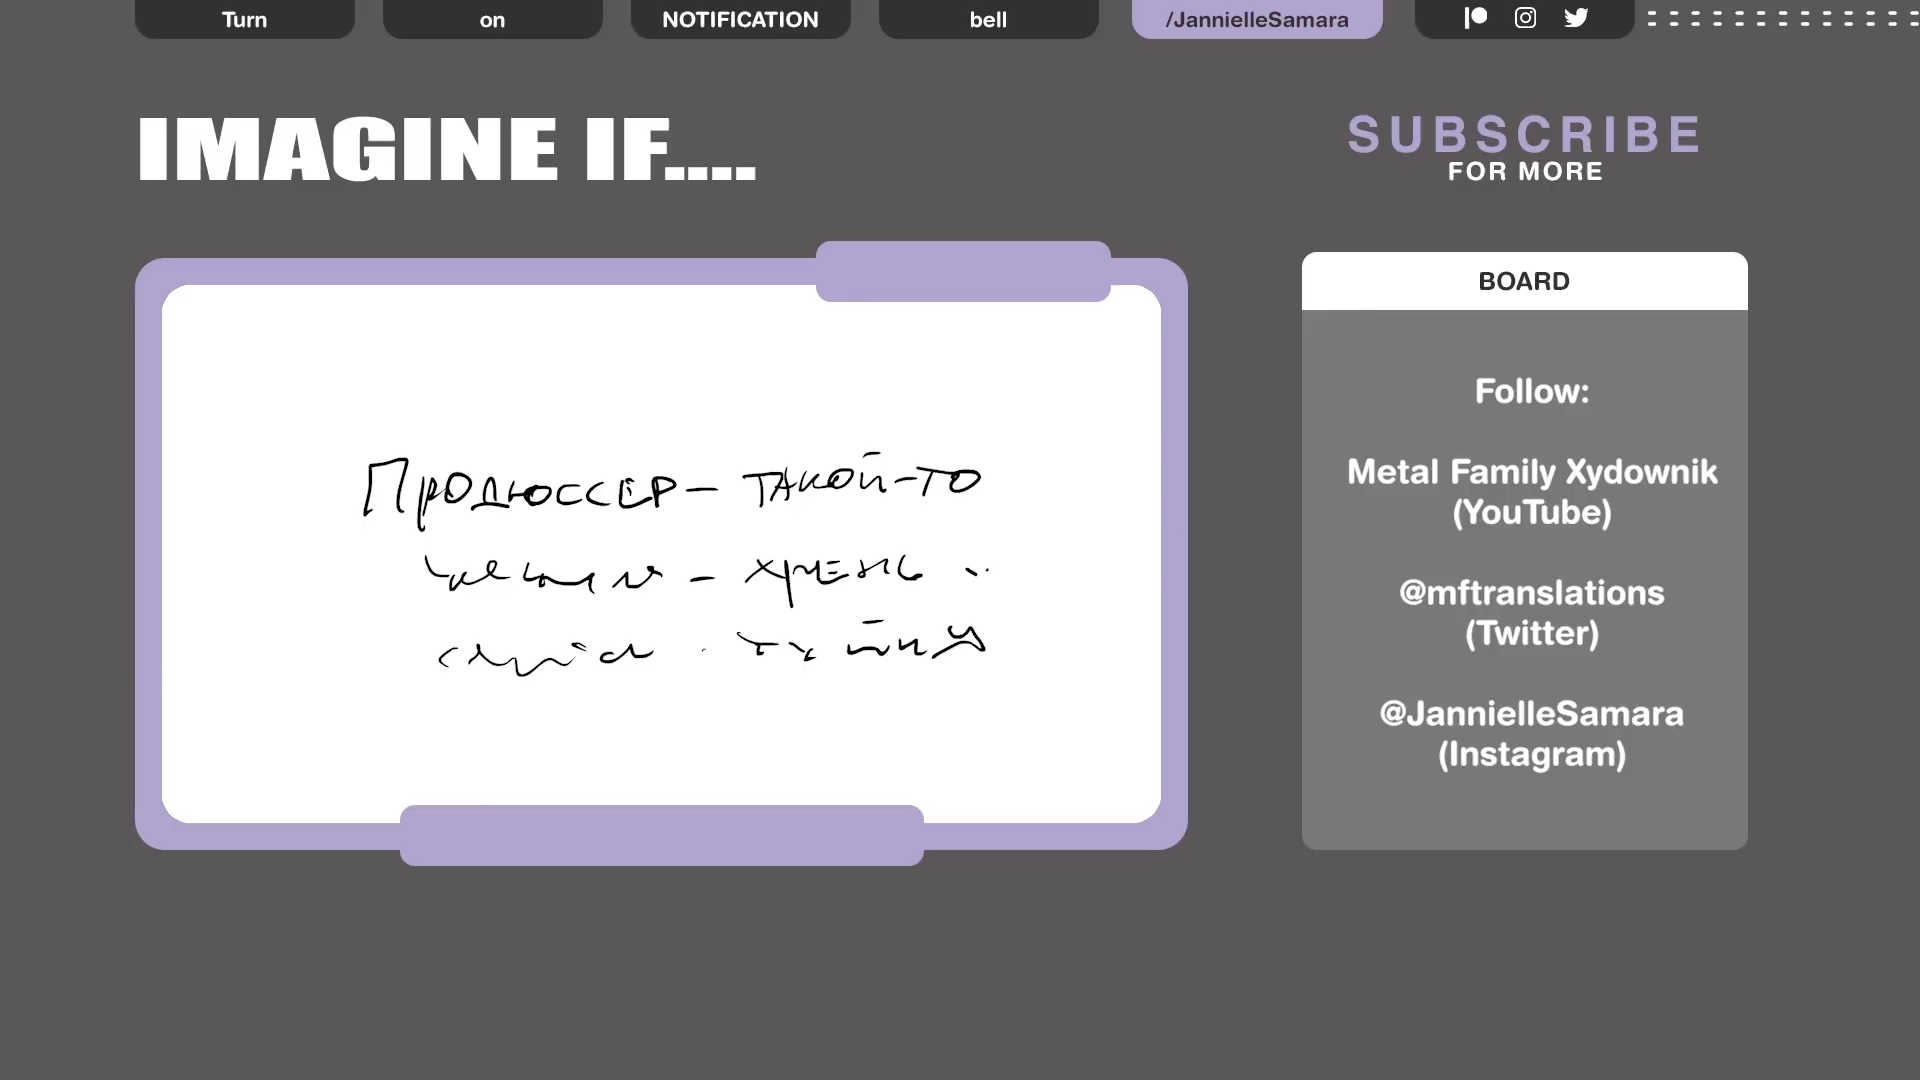 Turn
on
NOTIFICATION
bell
/JannielleSamara
IMAGINE IF....
SUBSCRIBE
FOR MORE
Продюссер - такой-то
- хрень
BOARD
Follow:
Metal Family Xydownik
(YouTube)
@mftranslations
(Twitter)
@JannielleSamara
(Instagram)